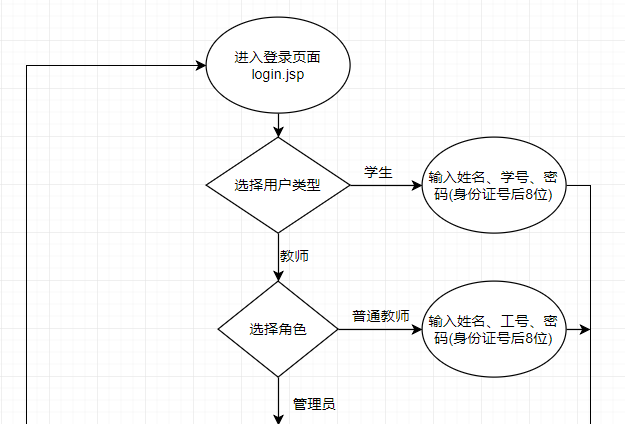 进入登录页面
login.jsp
选择用户类型
学生
输入姓名、学号、密
码(身份证号后8位)
教师
选择角色
普通教师
输入姓名、工号、密
码(身份证号后8位)
管理员